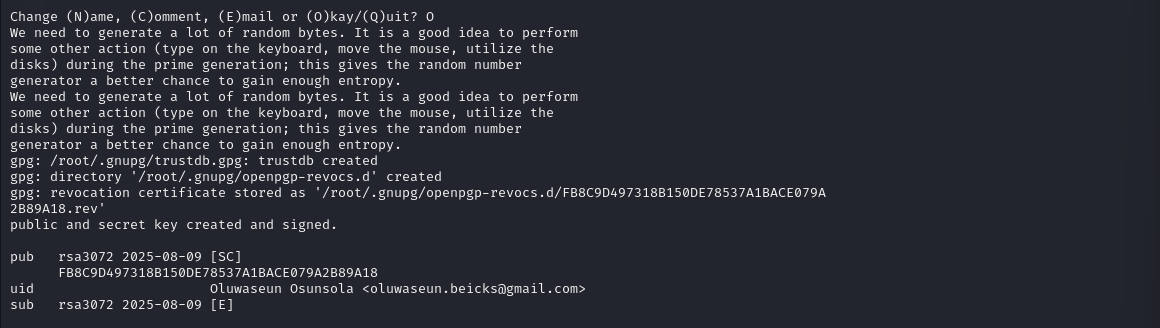 Change (N)ame, (C)omment, (E)mail or (O)kay/(Q)uit? O
We need to generate a lot of random bytes. It is a good idea to perform
some other action (type on the keyboard, move the mouse, utilize the
disks) during the prime generation; this gives the random number
generator a better chance to gain enough entropy.
We need to generate a lot of random bytes. It is a good idea to perform
some other action (type on the keyboard, move the mouse, utilize the
disks) during the prime generation; this gives the random number
generator a better chance to gain enough entropy.
gpg: /root/.gnupg/trustdb.gpg: trustdb created
gpg: directory '/root/.gnupg/openpgp-revocs.d' created
gpg: revocation certificate stored as '/root/.gnupg/openpgp-revocs.d/FB8C9D497318B150DE78537A1BACE079A
2B89A18.rev'
public and secret key created and signed.

pub   rsa3072 2025-08-09 [SC]
      FB8C9D497318B150DE78537A1BACE079A2B89A18
uid                      Oluwaseun Osunsola <oluwaseun.beicks@gmail.com>
sub   rsa3072 2025-08-09 [E]